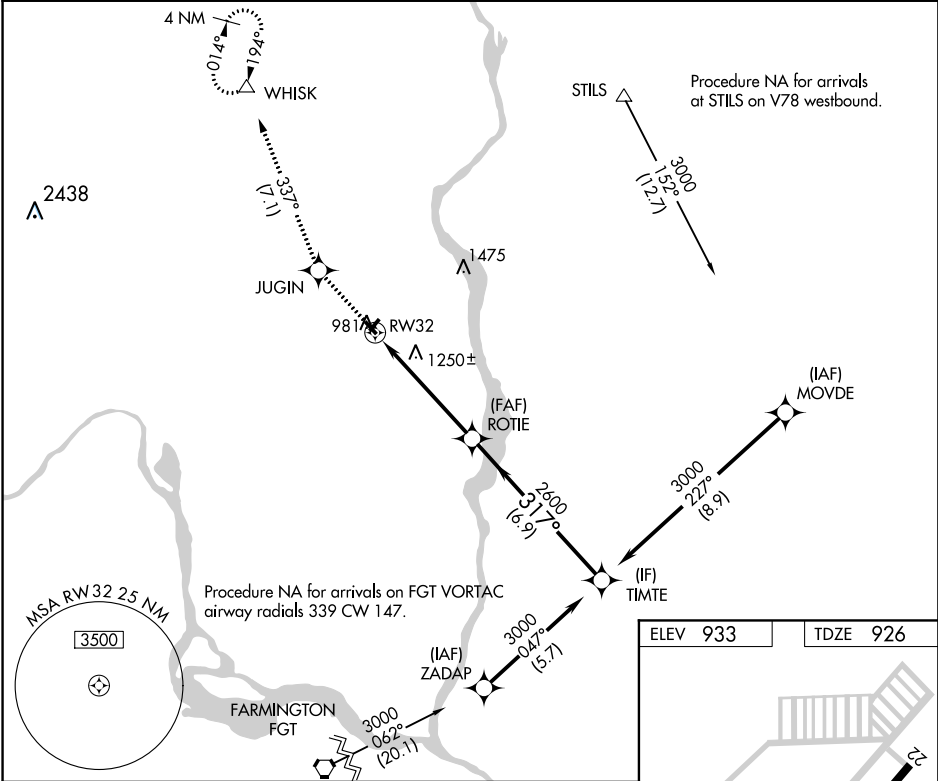 4 NM
014°
194°
WHISK
STILS
Procedure NA for arrivals
at STILS on V78 westbound.
3000
152°
(12.7)
337°
(7.1)
2438
JUGIN
1475
981
RW32
1250±
(FAF)
ROTIE
(IAF)
MOVDE
3000
227°
(8.9)
2600
317°
(6.9)
(IF)
TIMTE
MSA RW32 25 NM
3500
Procedure NA for arrivals on FGT VORTAC
airway radials 339 CW 147.
3000
047°
(5.7)
(IAF)
ZADAP
FARMINGTON
FGT
3000
062°
(20.1)
ELEV 933
TDZE 926
22